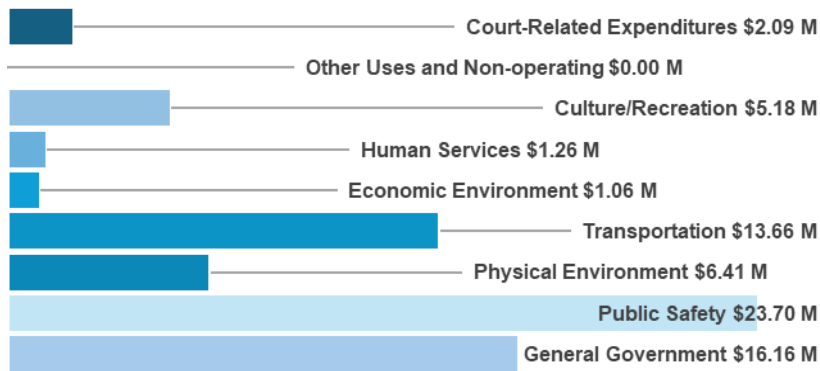 Court-Related Expenditures $2.09 M
Other Uses and Non-operating $0.00 M
Culture/Recreation $5.18 M
Human Services $1.26 M
Economic Environment $1.06 M
Transportation $13.66 M
Physical Environment $6.41 M
Public Safety $23.70 M
General Government $16.16 M